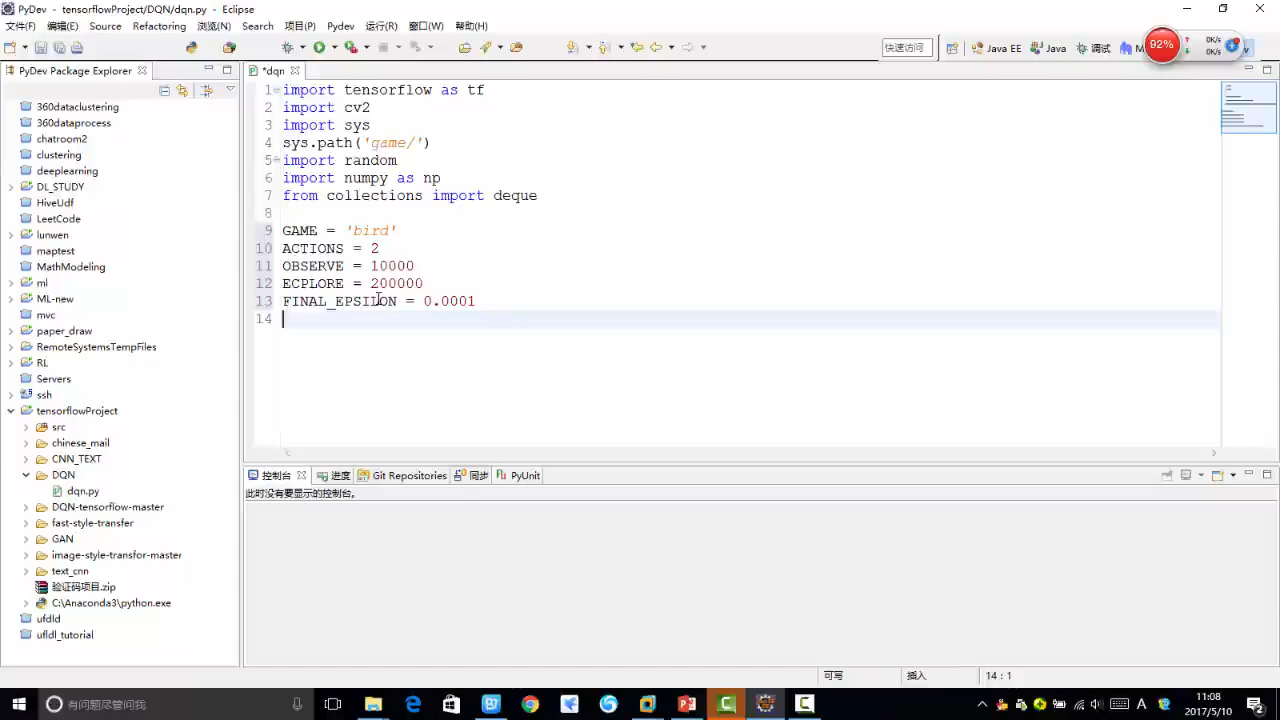 PyDev - tensorflowProject/DQN/dqn.py - Eclipse
文件(F) 编辑(E) Source Refactoring 浏览(N) Search 项目(P) Pydev 运行(R) 窗口(W) 帮助(H)
快速访问 Java EE Java 调试 M
92% 0K/s
0K/s
PyDev Package Explorer
360dataclustering
360dataprocess
chatroom2
clustering
deeplearning
DL_STUDY
HiveUdf
LeetCode
lunwen
maptest
MathModeling
ml
ML-new
mvc
paper_draw
RemoteSystemsTempFiles
RL
Servers
ssh
tensorflowProject
src
chinese_mail
CNN_TEXT
DQN
dqn.py
DQN-tensorflow-master
fast-style-transfer
GAN
image-style-transfor-master
text_cnn
验证码项目.zip
C:\Anaconda3\python.exe
ufdld
ufldl_tutorial
*dqn
1 import tensorflow as tf
2 import cv2
3 import sys
4 sys.path('game/')
5 import random
6 import numpy as np
7 from collections import deque
8
9 GAME = 'bird'
10 ACTIONS = 2
11 OBSERVE = 10000
12 ECPLORE = 200000
13 FINAL_EPSILON = 0.0001
14
控制台 进度 Git Repositories 同步 PyUnit
此时没有要显示的控制台。
可写 插入 14 : 1
有问题尽管问我
A
11:08
2017/5/10